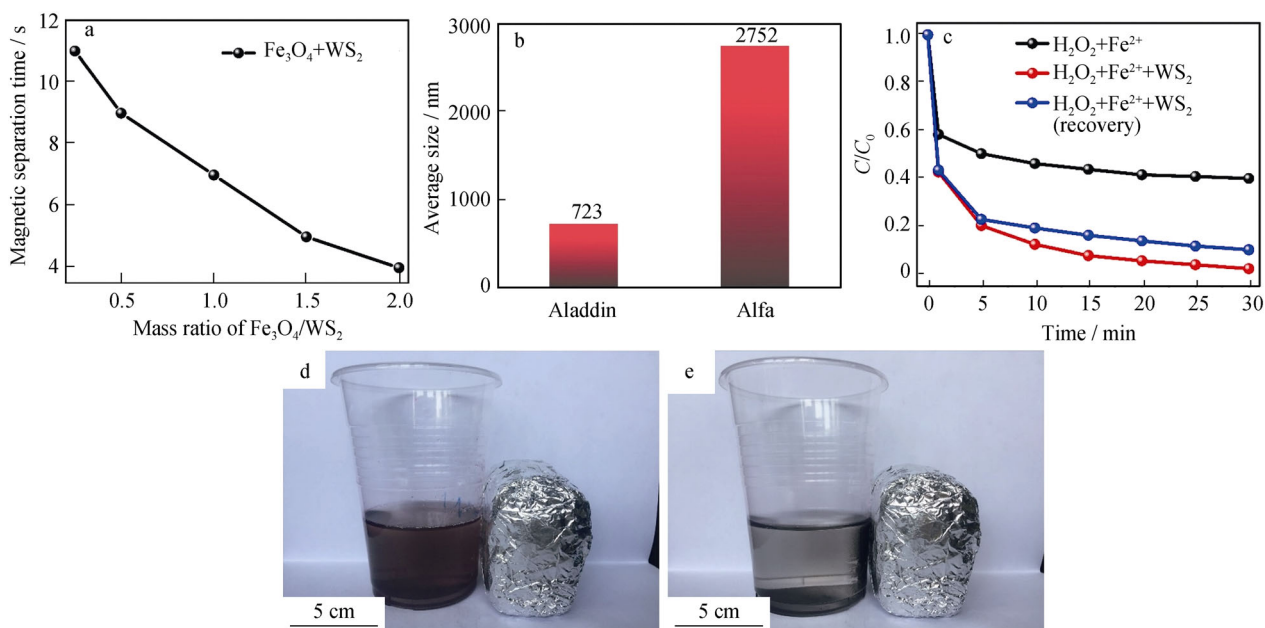 a
Fe₃O₄+WS₂
12
10
8
6
4
0.5
1.0
1.5
2.0
Magnetic separation time / s
Mass ratio of Fe₃O₄/WS₂
b
3000
2000
1000
0
723
2752
Aladdin
Alfa
Average size / nm
c
H₂O₂+Fe²⁺
H₂O₂+Fe²⁺+WS₂
H₂O₂+Fe²⁺+WS₂
(recovery)
1.0
0.8
0.6
0.4
0.2
0
0
5
10
15
20
25
30
C/C₀
Time / min
d
5 cm
e
5 cm